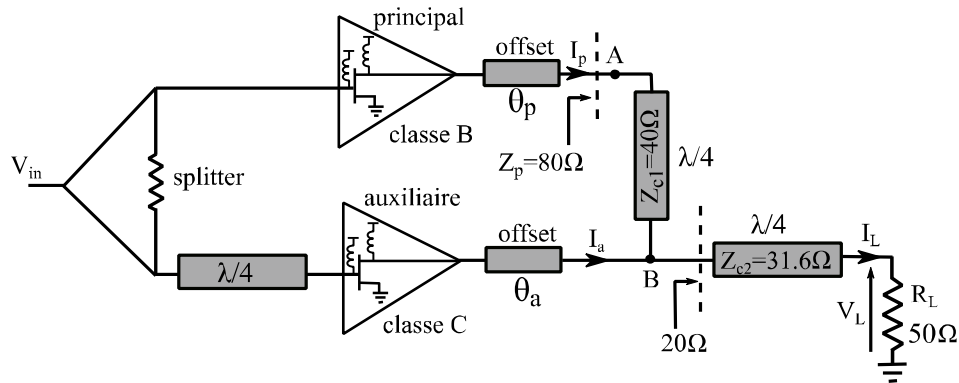 principal
offset
I_p
A
θ_p
classe B
Z_p=80Ω
Z_c1=40Ω
λ/4
V_in
splitter
auxiliaire
offset
I_a
λ/4
I_L
λ/4
B
Z_c2=31.6Ω
θ_a
classe C
20Ω
V_L
R_L
50Ω